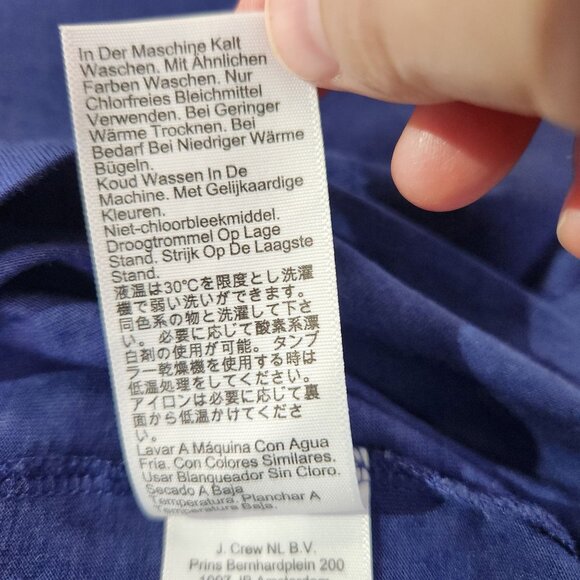 In Der Maschine Kalt
Waschen. Mit Ähnlichen
Farben Waschen. Nur
Chlorfreies Bleichmittel
Verwenden. Bei Geringer
Wärme Trocknen. Bei
Bedarf Bei Niedriger Wärme
Bügeln.
Koud Wassen In De
Machine. Met Gelijkaardige
Kleuren.
Niet-chloorbleekmiddel.
Droogtrommel Op Lage
Stand. Strijk Op De Laagste
Stand.
液温は30℃を限度とし洗濯
機で弱い洗いができます。
同色系の物と洗濯して下さ
い。必要に応じて酸素系漂
白剤の使用が可能。タンブ
ラー乾燥機を使用する時は
低温処理をしてください。
アイロンは必要に応じて裏
面から低温かけてくださ
い。
Lavar A Máquina Con Agua
Fría. Con Colores Similares.
Usar Blanqueador Sin Cloro.
Secado A Baja
Temperatura. Planchar A
Temperatura Baja.
J. Crew NL B.V.
Prins Bernhardplein 200
1097 JB Amsterdam